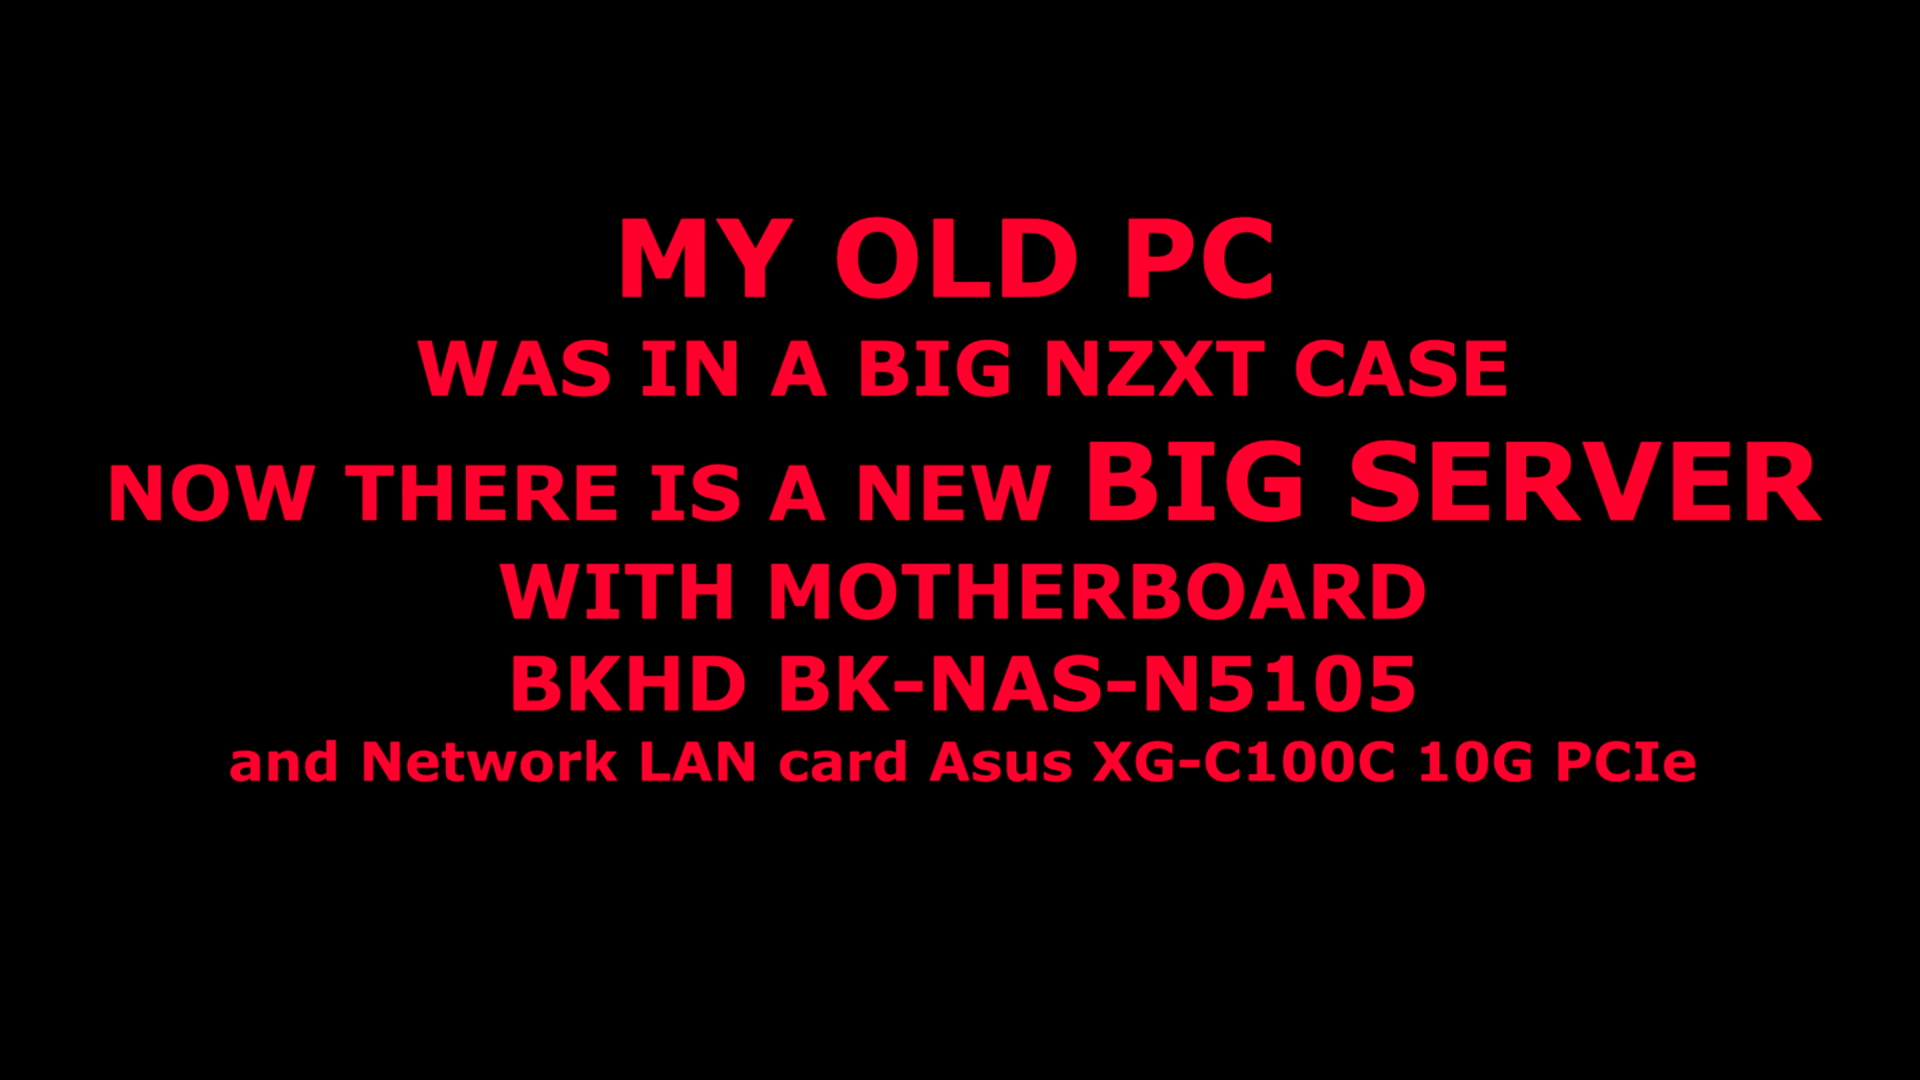 MY OLD PC
WAS IN A BIG NZXT CASE
NOW THERE IS A NEW BIG SERVER
WITH MOTHERBOARD
BKHD BK-NAS-N5105
and Network LAN card Asus XG-C100C 10G PCIe